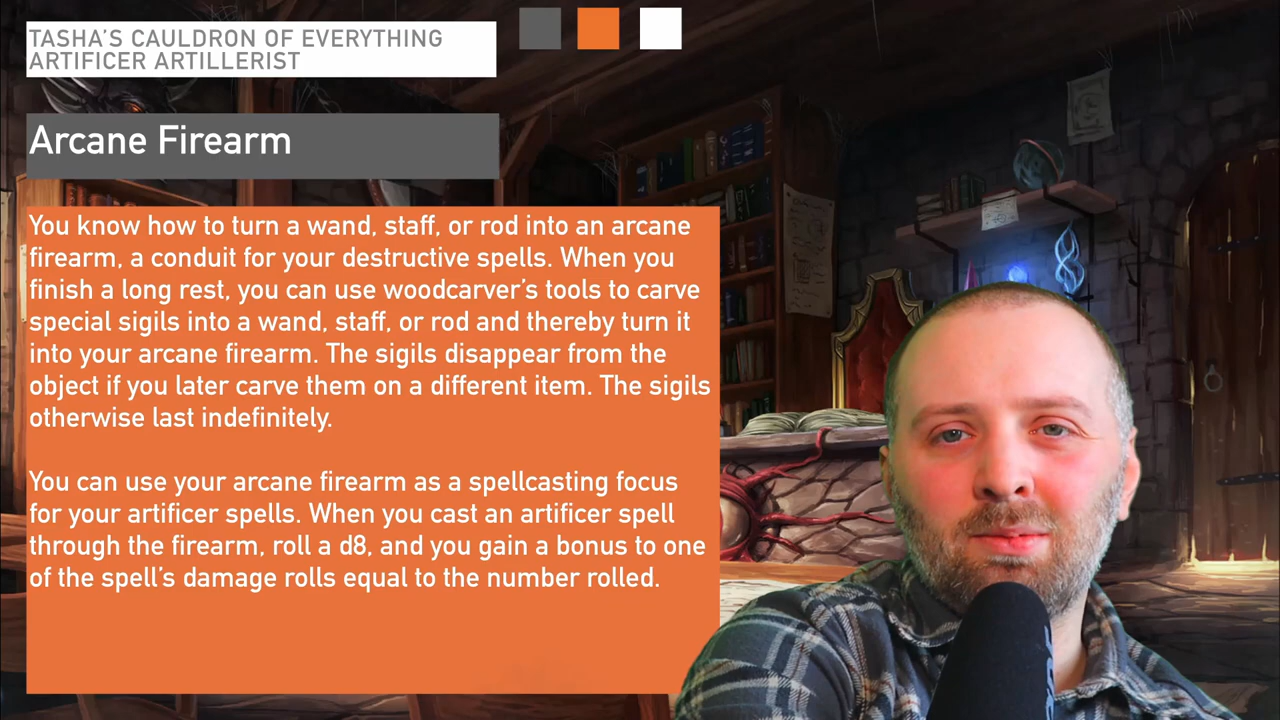 TASHA'S CAULDRON OF EVERYTHING
ARTIFICER ARTILLERIST
Arcane Firearm
You know how to turn a wand, staff, or rod into an arcane
firearm, a conduit for your destructive spells. When you
finish a long rest, you can use woodcarver's tools to carve
special sigils into a wand, staff, or rod and thereby turn it
into your arcane firearm. The sigils disappear from the
object if you later carve them on a different item. The sigils
otherwise last indefinitely.
You can use your arcane firearm as a spellcasting focus
for your artificer spells. When you cast an artificer spell
through the firearm, roll a d8, and you gain a bonus to one
of the spell's damage rolls equal to the number rolled.